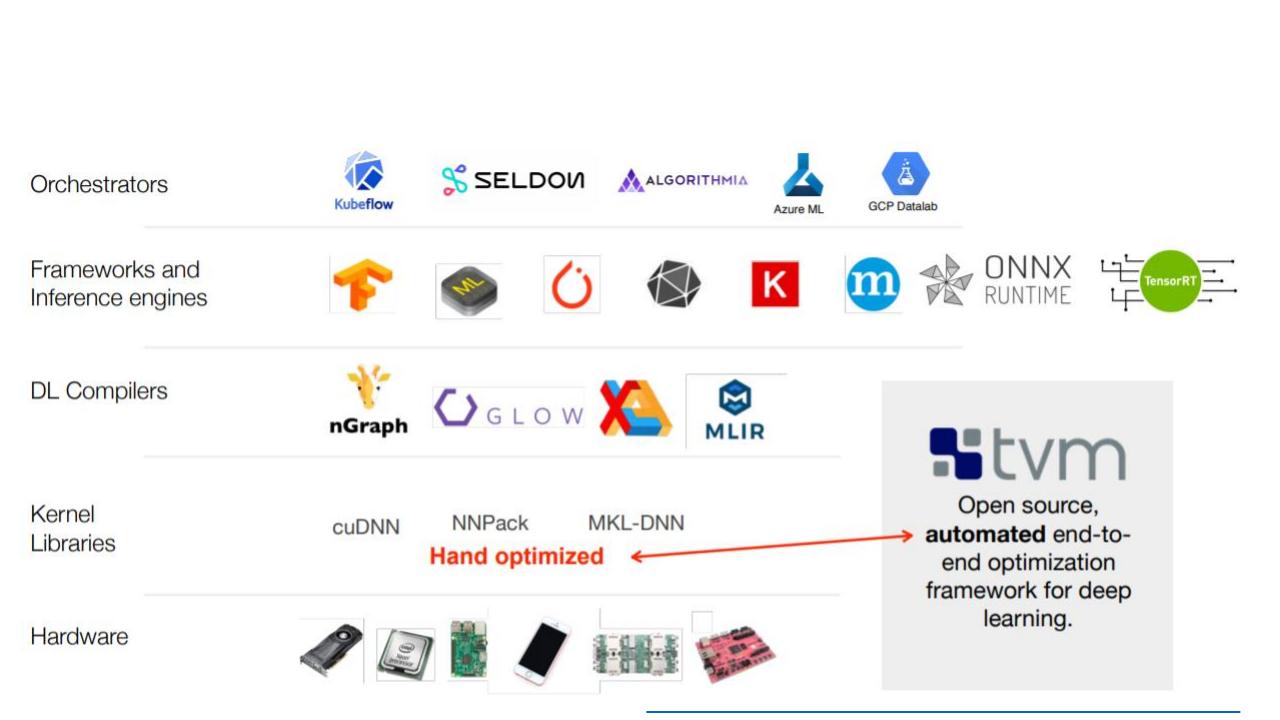 Orchestrators
Kubeflow
SELDON
ALGORITHMIA
Azure ML
GCP Datalab
Frameworks and
Inference engines
ML
K
m
ONNX
RUNTIME
TensorRT
DL Compilers
nGraph
GLOW
XLA
MLIR
tvm
Open source,
automated end-to-
end optimization
framework for deep
learning.
Kernel
Libraries
cuDNN
NNPack
MKL-DNN
Hand optimized
Hardware